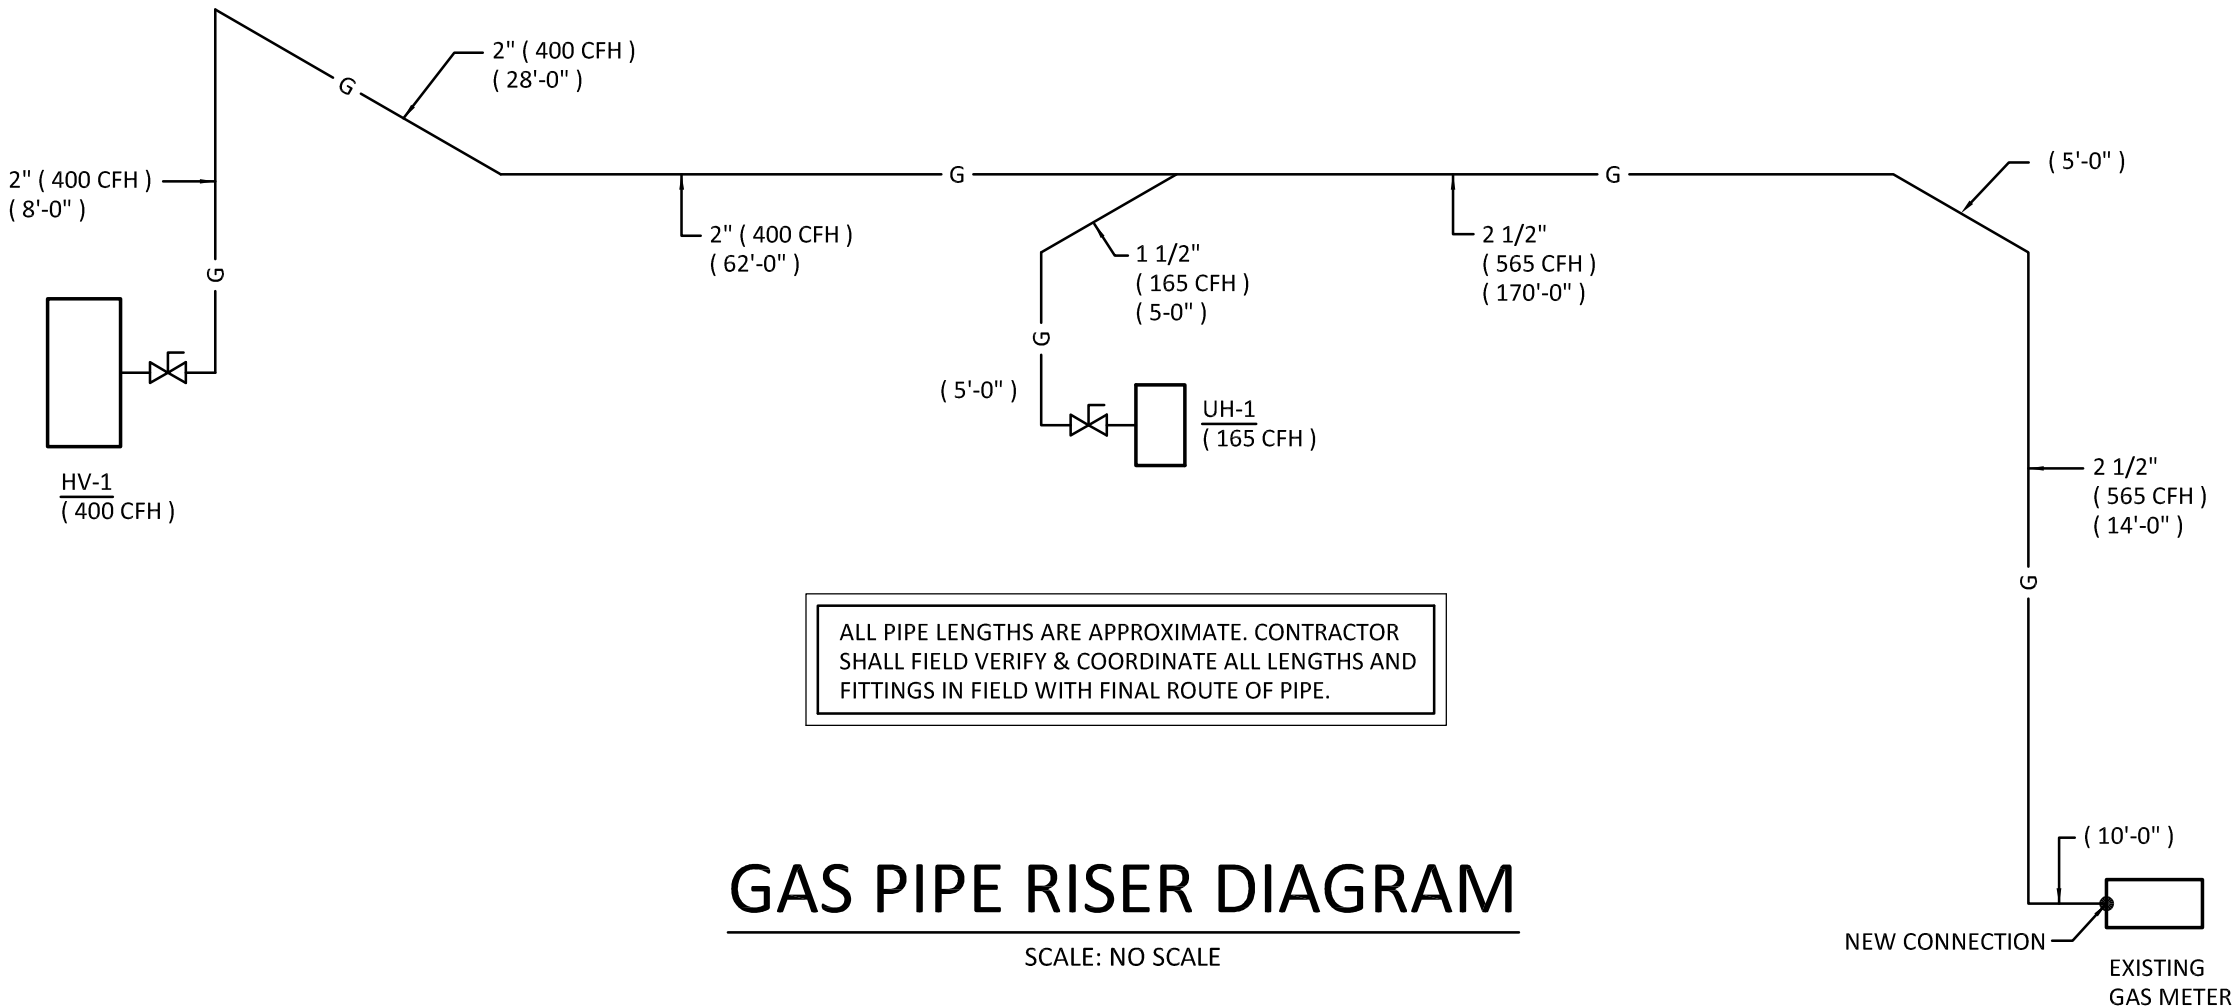 2" ( 400 CFH )
( 28'-0" )
G
2" ( 400 CFH )
( 8'-0" )
G
G
2" ( 400 CFH )
( 62'-0" )
G
( 5'-0" )
1 1/2"
( 165 CFH )
( 5-0" )
2 1/2"
( 565 CFH )
( 170'-0" )
G
( 5'-0" )
UH-1
( 165 CFH )
HV-1
( 400 CFH )
G
2 1/2"
( 565 CFH )
( 14'-0" )
G
ALL PIPE LENGTHS ARE APPROXIMATE. CONTRACTOR
SHALL FIELD VERIFY & COORDINATE ALL LENGTHS AND
FITTINGS IN FIELD WITH FINAL ROUTE OF PIPE.
( 10'-0" )
NEW CONNECTION
EXISTING
GAS METER
GAS PIPE RISER DIAGRAM
SCALE: NO SCALE